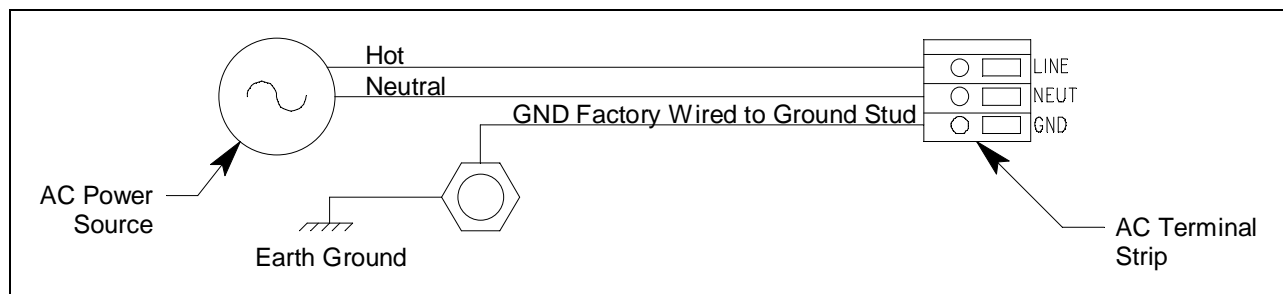 Hot
LINE
Neutral
NEUT
GND Factory Wired to Ground Stud
GND
AC Power
Source
Earth Ground
AC Terminal
Strip